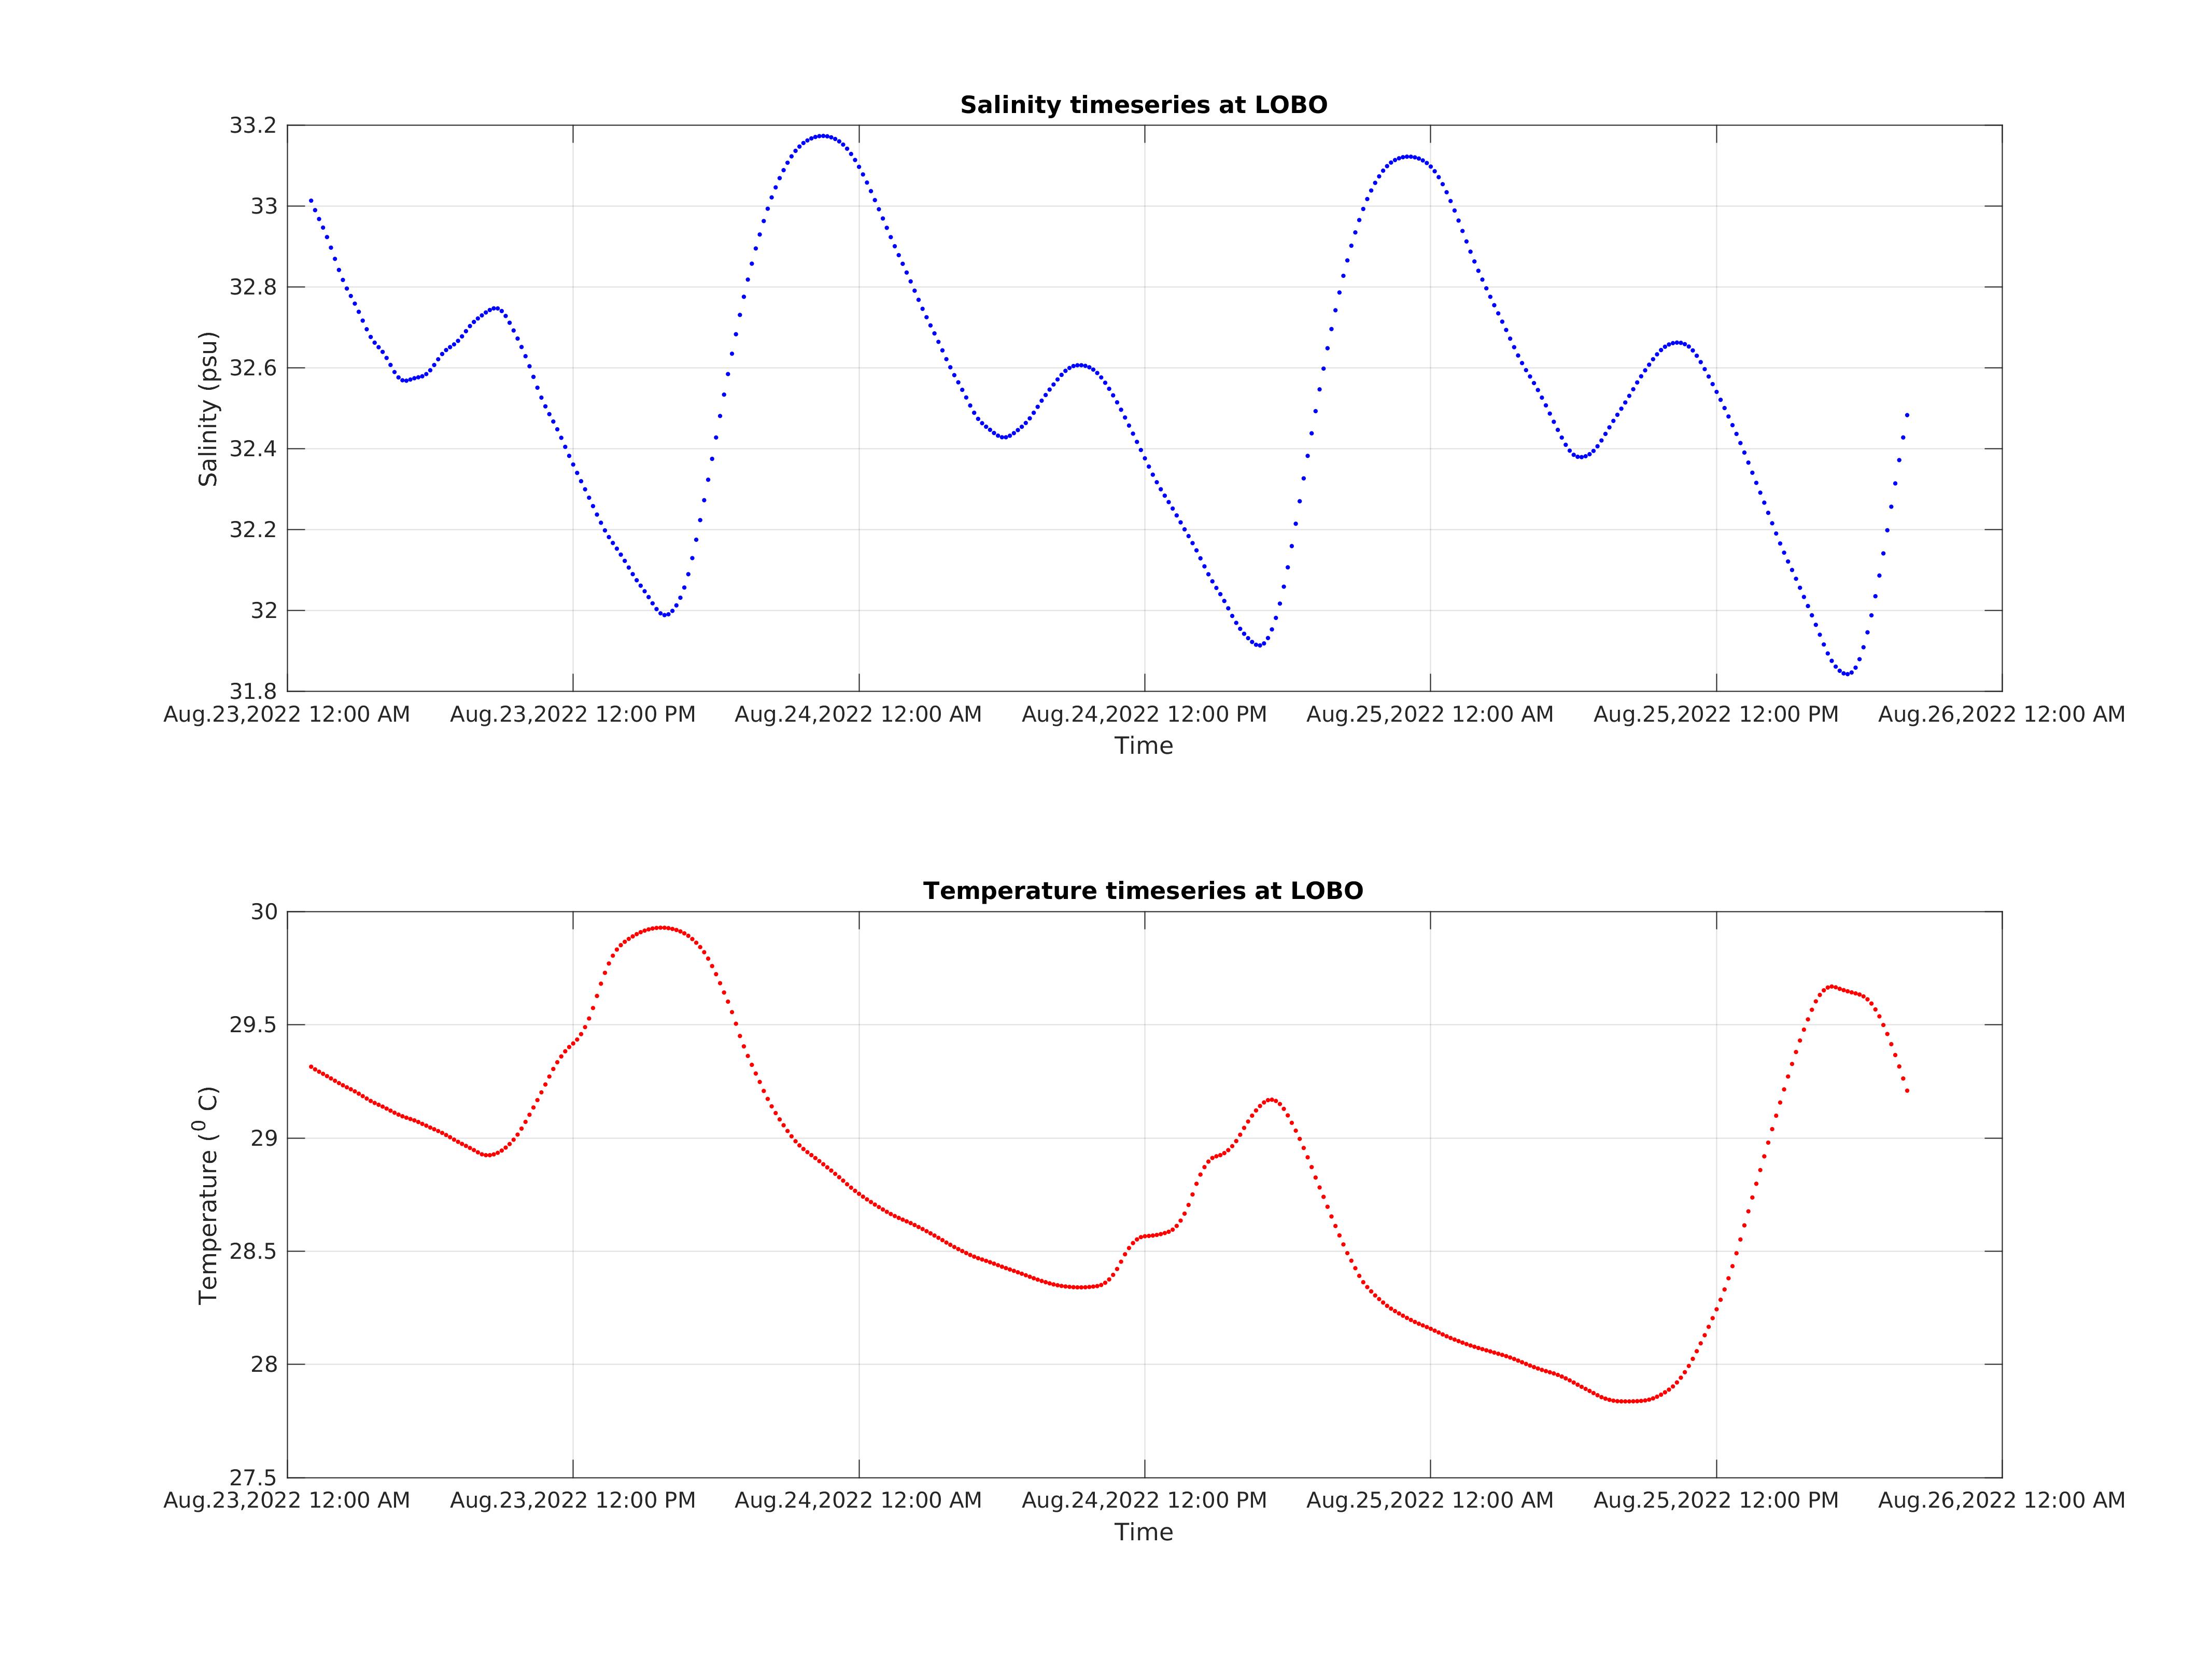 Salinity timeseries at LOBO
33.2
33
32.8
32.6
32.4
32.2
32
31.8
Salinity (psu)
Aug.23,2022 12:00 AM Aug.23,2022 12:00 PM Aug.24,2022 12:00 AM Aug.24,2022 12:00 PM Aug.25,2022 12:00 AM Aug.25,2022 12:00 PM Aug.26,2022 12:00 AM
Time
Temperature timeseries at LOBO
30
29.5
29
28.5
28
27.5
Temperature (⁰ C)
Aug.23,2022 12:00 AM Aug.23,2022 12:00 PM Aug.24,2022 12:00 AM Aug.24,2022 12:00 PM Aug.25,2022 12:00 AM Aug.25,2022 12:00 PM Aug.26,2022 12:00 AM
Time